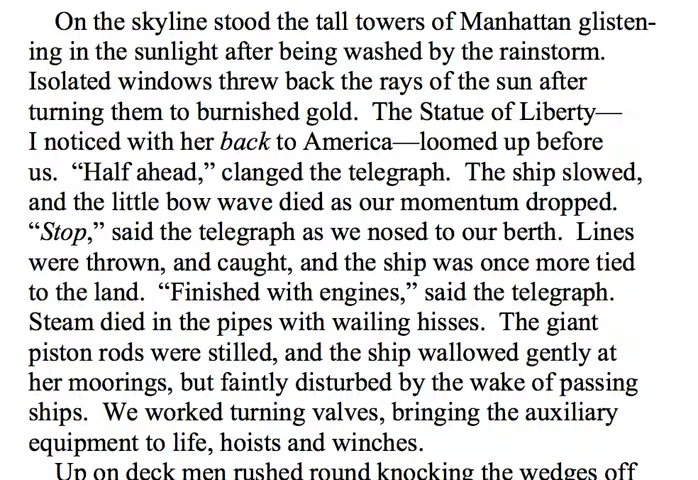 On the skyline stood the tall towers of Manhattan glisten-
ing in the sunlight after being washed by the rainstorm.
Isolated windows threw back the rays of the sun after
turning them to burnished gold.  The Statue of Liberty—
I noticed with her back to America—loomed up before
us.  “Half ahead,” clanged the telegraph.  The ship slowed,
and the little bow wave died as our momentum dropped.
“Stop,” said the telegraph as we nosed to our berth.  Lines
were thrown, and caught, and the ship was once more tied
to the land.  “Finished with engines,” said the telegraph.
Steam died in the pipes with wailing hisses.  The giant
piston rods were stilled, and the ship wallowed gently at
her moorings, but faintly disturbed by the wake of passing
ships.  We worked turning valves, bringing the auxiliary
equipment to life, hoists and winches.
Up on deck men rushed round knocking the wedges off